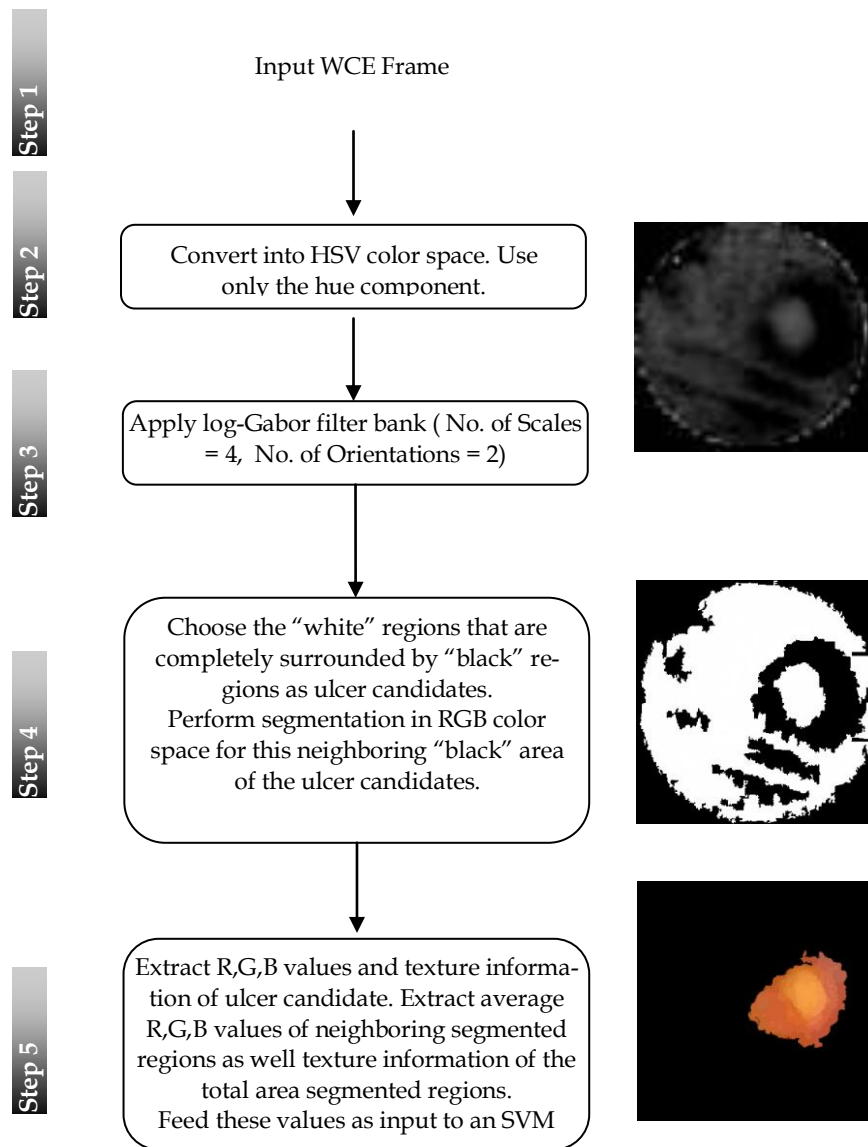 Step 1
Input WCE Frame
Step 2
Convert into HSV color space. Use
only the hue component.
Step 3
Apply log-Gabor filter bank ( No. of Scales
= 4, No. of Orientations = 2)
Step 4
Choose the “white” regions that are
completely surrounded by “black” re-
gions as ulcer candidates.
Perform segmentation in RGB color
space for this neighboring “black” area
of the ulcer candidates.
Step 5
Extract R,G,B values and texture informa-
tion of ulcer candidate. Extract average
R,G,B values of neighboring segmented
regions as well texture information of the
total area segmented regions.
Feed these values as input to an SVM